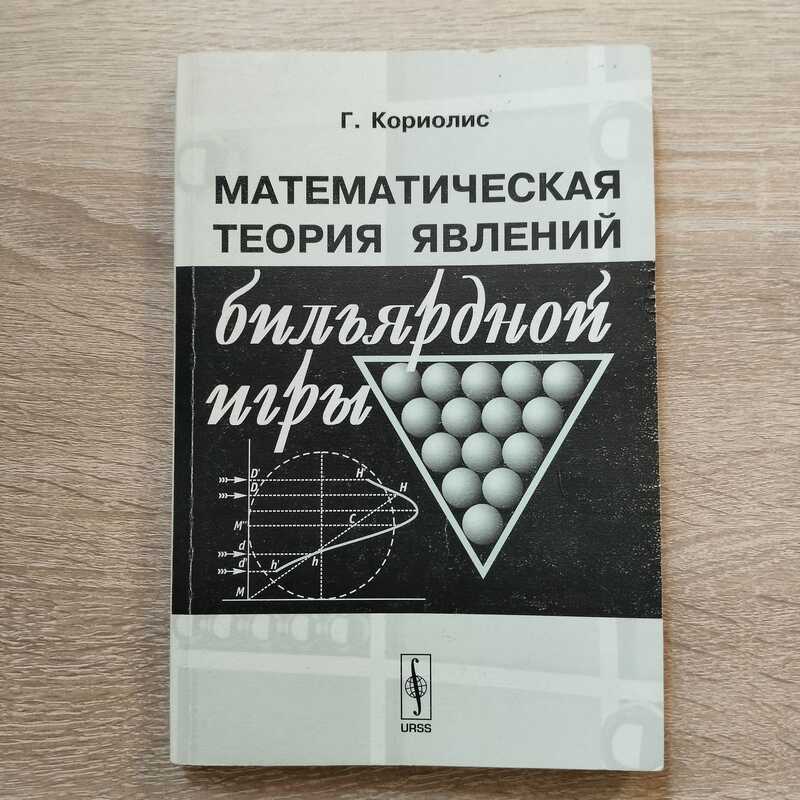 Г. Кориолис
МАТЕМАТИЧЕСКАЯ
ТЕОРИЯ ЯВЛЕНИЙ
бильярдной
игры
D'
H'
D
H
I
C
M''
d
h
d'
h'
M
URSS